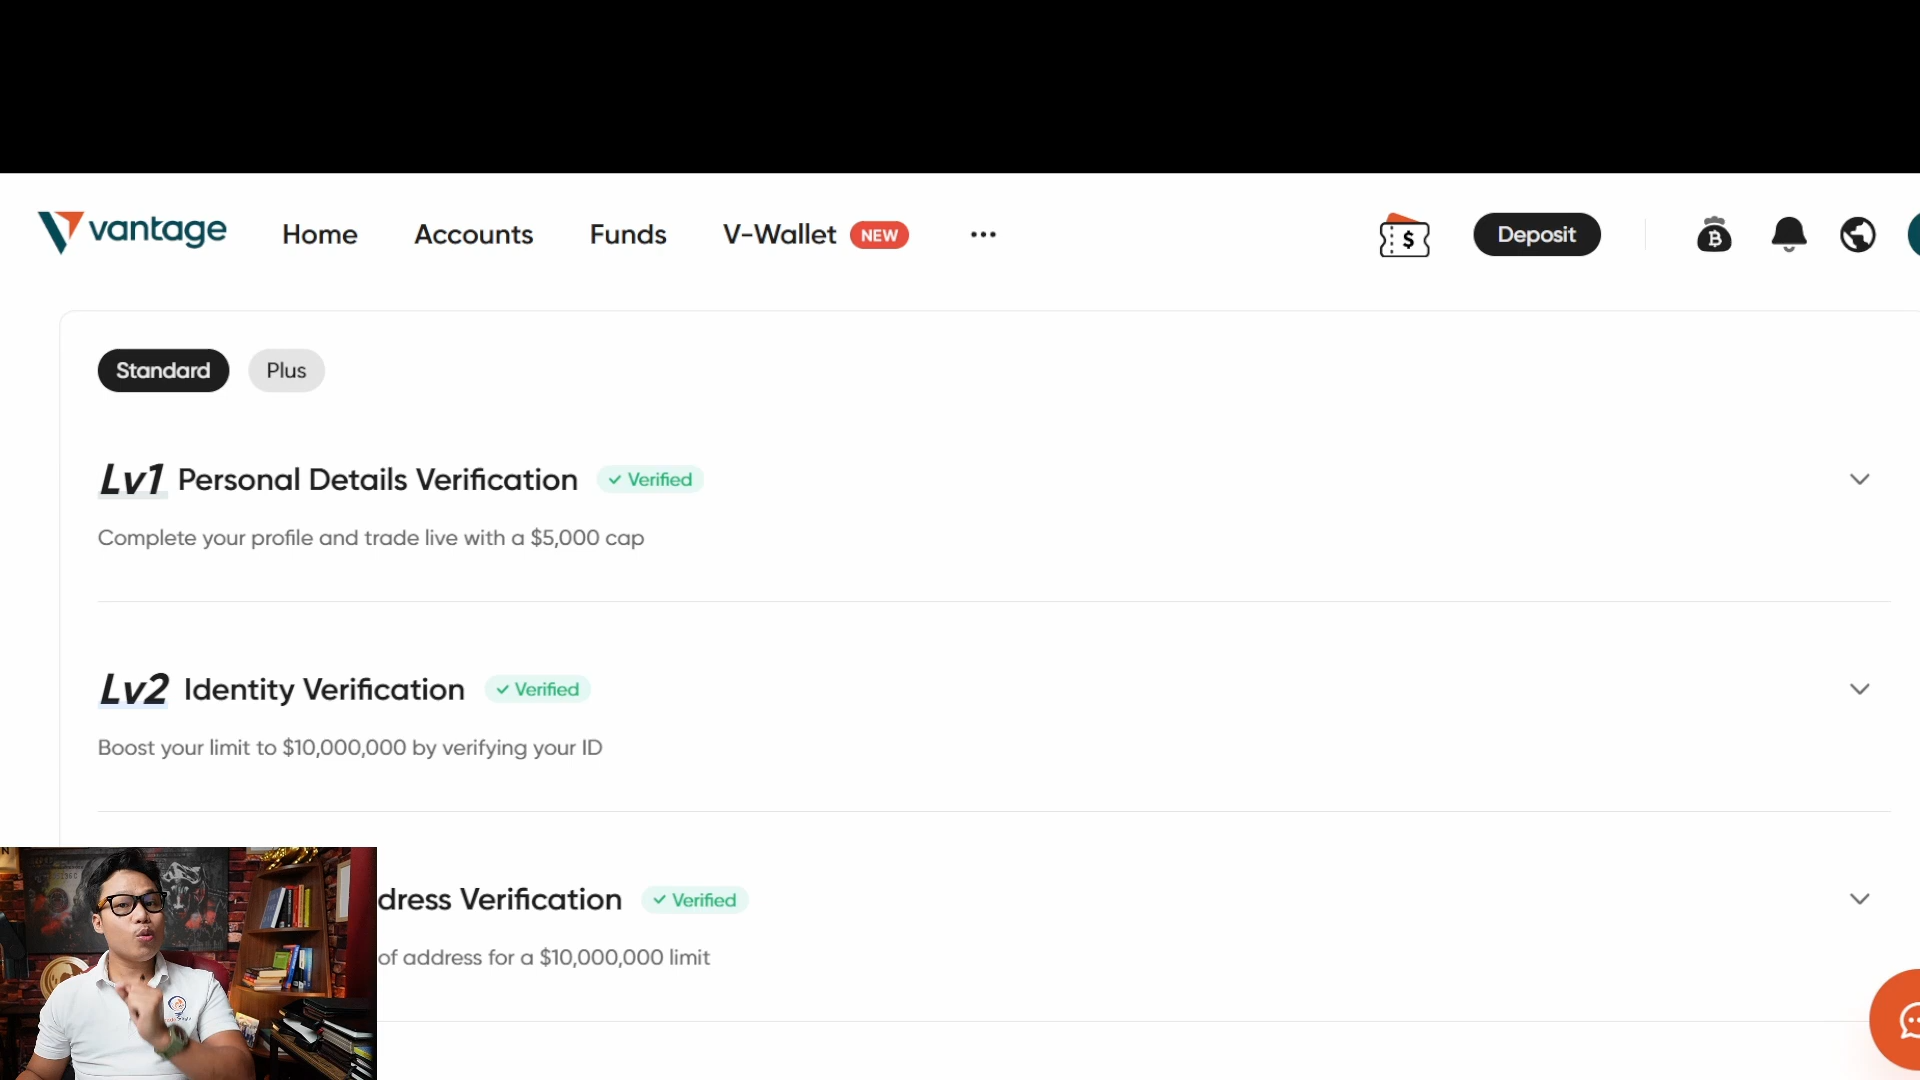 vantage
Home
Accounts
Funds
V-Wallet NEW
Deposit
Standard
Plus
Lv1 Personal Details Verification Verified
Complete your profile and trade live with a $5,000 cap
Lv2 Identity Verification Verified
Boost your limit to $10,000,000 by verifying your ID
dress Verification Verified
of address for a $10,000,000 limit